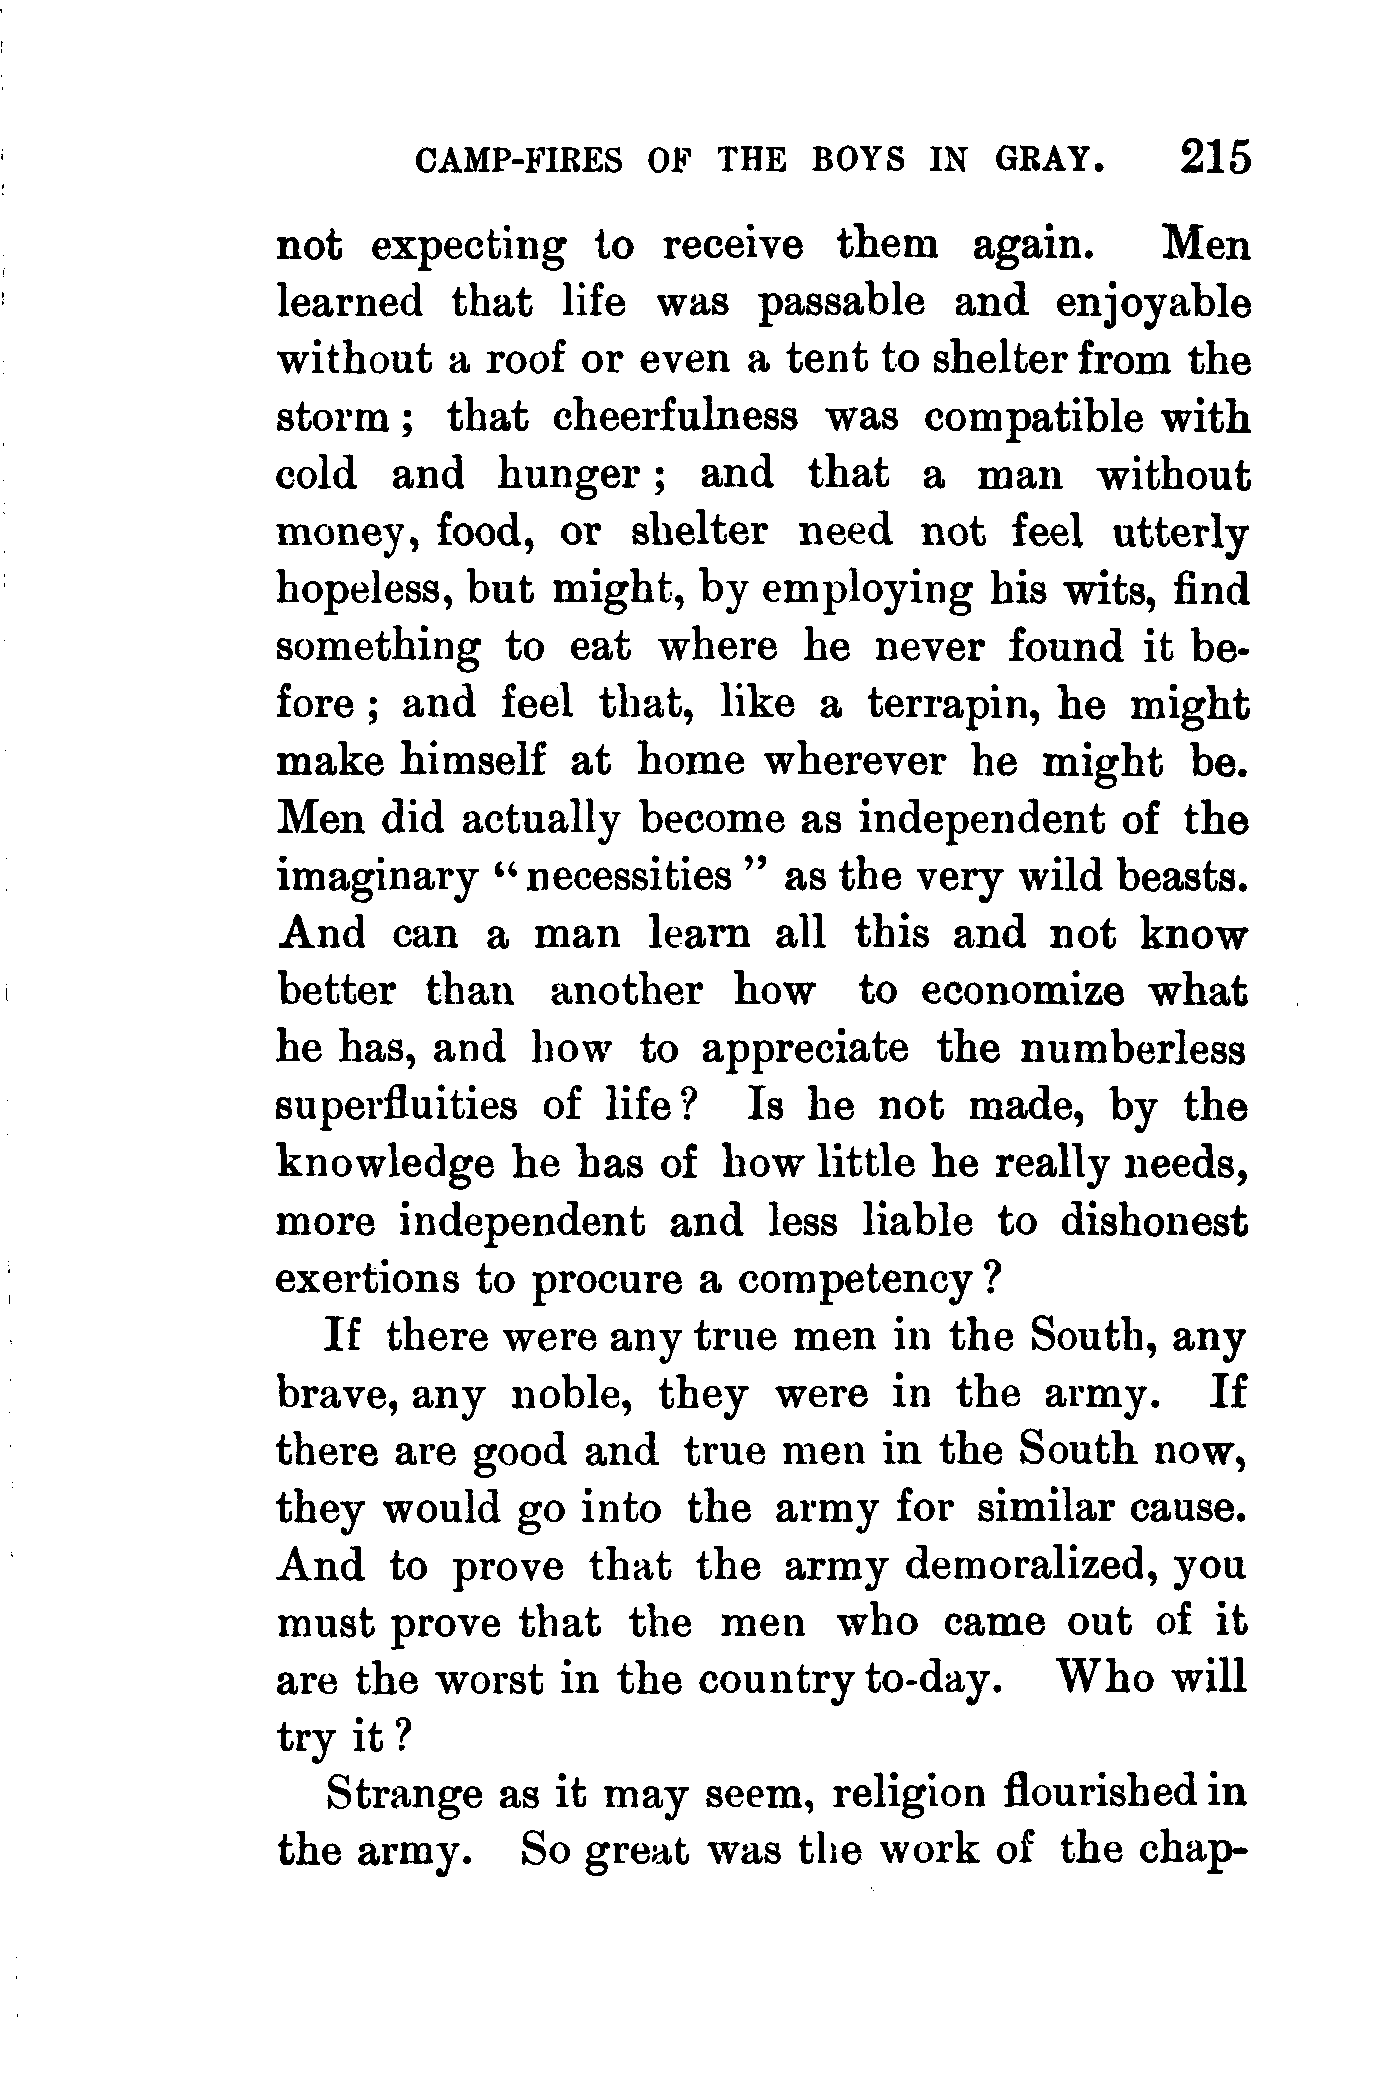 CAMP-FIRES OF THE BOYS IN GRAY. 215
not expecting to receive them again. Men
learned that life was passable and enjoyable
without a roof or even a tent to shelter from the
storm ; that cheerfulness was compatible with
cold and hunger ; and that a man without
money, food, or shelter need not feel utterly
hopeless, but might, by employing his wits, find
something to eat where he never found it be-
fore ; and feel that, like a terrapin, he might
make himself at home wherever he might be.
Men did actually become as independent of the
imaginary “ necessities ” as the very wild beasts.
And can a man learn all this and not know
better than another how to economize what
he has, and how to appreciate the numberless
superfluities of life ? Is he not made, by the
knowledge he has of how little he really needs,
more independent and less liable to dishonest
exertions to procure a competency ?
If there were any true men in the South, any
brave, any noble, they were in the army. If
there are good and true men in the South now,
they would go into the army for similar cause.
And to prove that the army demoralized, you
must prove that the men who came out of it
are the worst in the country to-day. Who will
try it ?
Strange as it may seem, religion flourished in
the army. So great was the work of the chap-